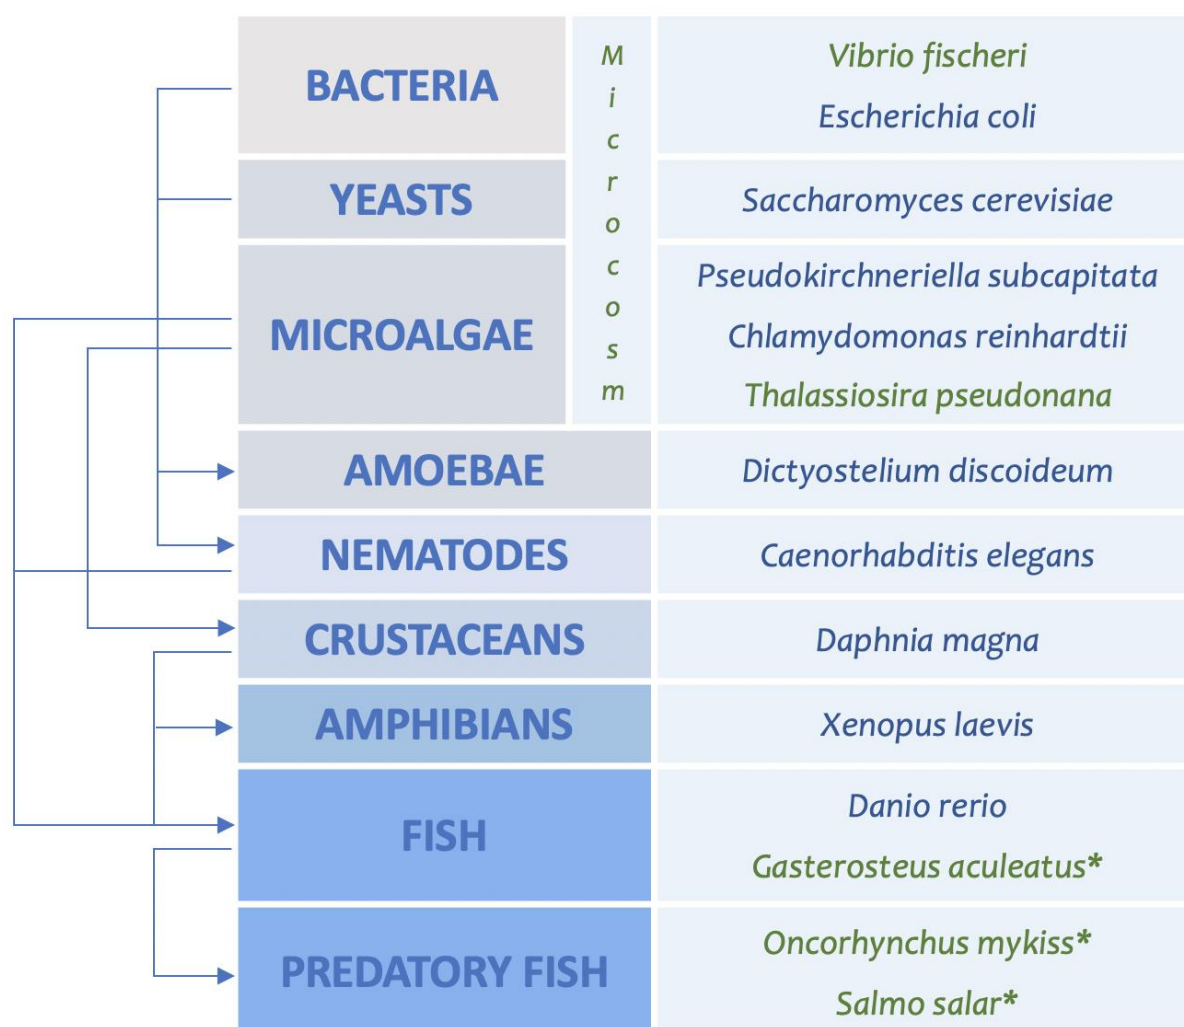 BACTERIA
Microcosm
Vibrio fischeri
Escherichia coli
YEASTS
Saccharomyces cerevisiae
MICROALGAE
Pseudokirchneriella subcapitata
Chlamydomonas reinhardtii
Thalassiosira pseudonana
AMOEBAE
Dictyostelium discoideum
NEMATODES
Caenorhabditis elegans
CRUSTACEANS
Daphnia magna
AMPHIBIANS
Xenopus laevis
FISH
Danio rerio
Gasterosteus aculeatus*
PREDATORY FISH
Oncorhynchus mykiss*
Salmo salar*